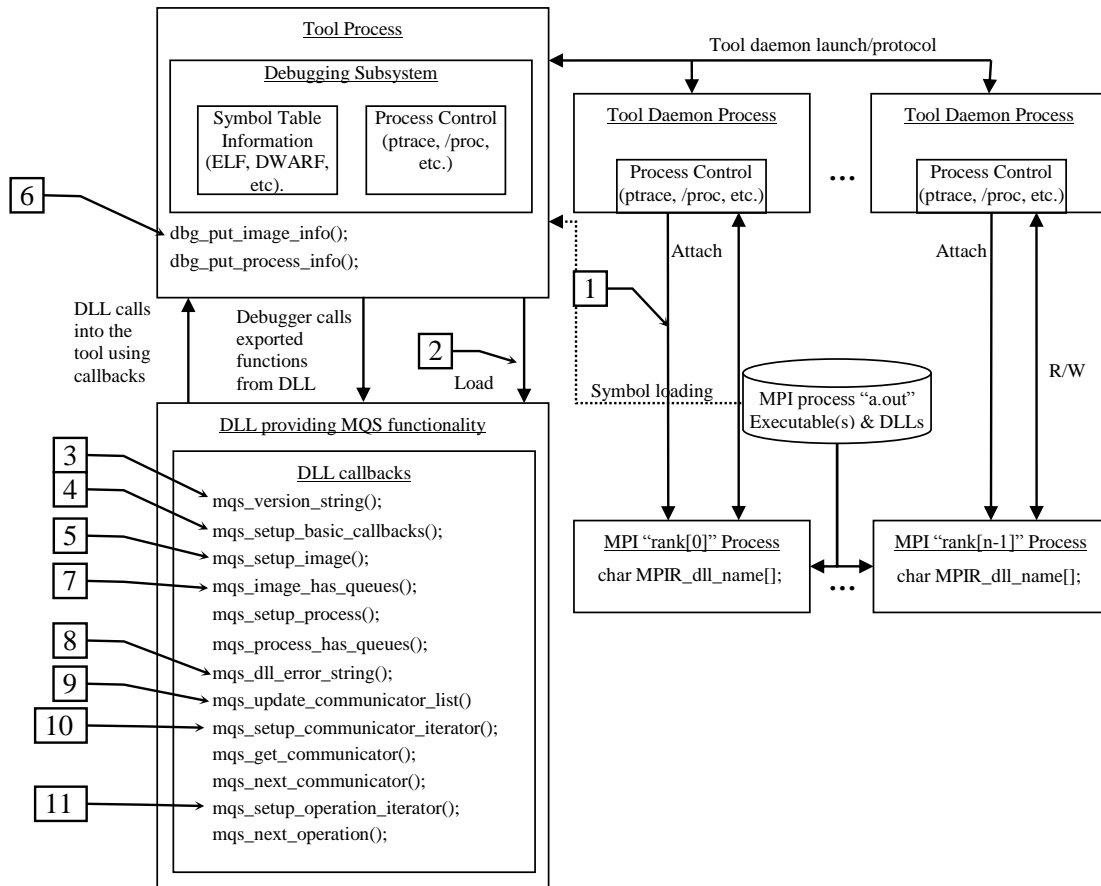 Tool Process
Debugging Subsystem
Symbol Table
Information
(ELF, DWARF,
etc).
Process Control
(ptrace, /proc,
etc.)
6
dbg_put_image_info();
dbg_put_process_info();
Tool daemon launch/protocol
Tool Daemon Process
Process Control
(ptrace, /proc, etc.)
...
Tool Daemon Process
Process Control
(ptrace, /proc, etc.)
Attach
1
Attach
R/W
DLL calls
into the
tool using
callbacks
Debugger calls
exported
functions
from DLL
2
Load
Symbol loading
MPI process “a.out”
Executable(s) & DLLs
DLL providing MQS functionality
DLL callbacks
3
mqs_version_string();
4
mqs_setup_basic_callbacks();
5
mqs_setup_image();
7
mqs_image_has_queues();
mqs_setup_process();
mqs_process_has_queues();
8
mqs_dll_error_string();
9
mqs_update_communicator_list()
10
mqs_setup_communicator_iterator();
mqs_get_communicator();
mqs_next_communicator();
11
mqs_setup_operation_iterator();
mqs_next_operation();
MPI “rank[0]” Process
char MPIR_dll_name[];
...
MPI “rank[n-1]” Process
char MPIR_dll_name[];